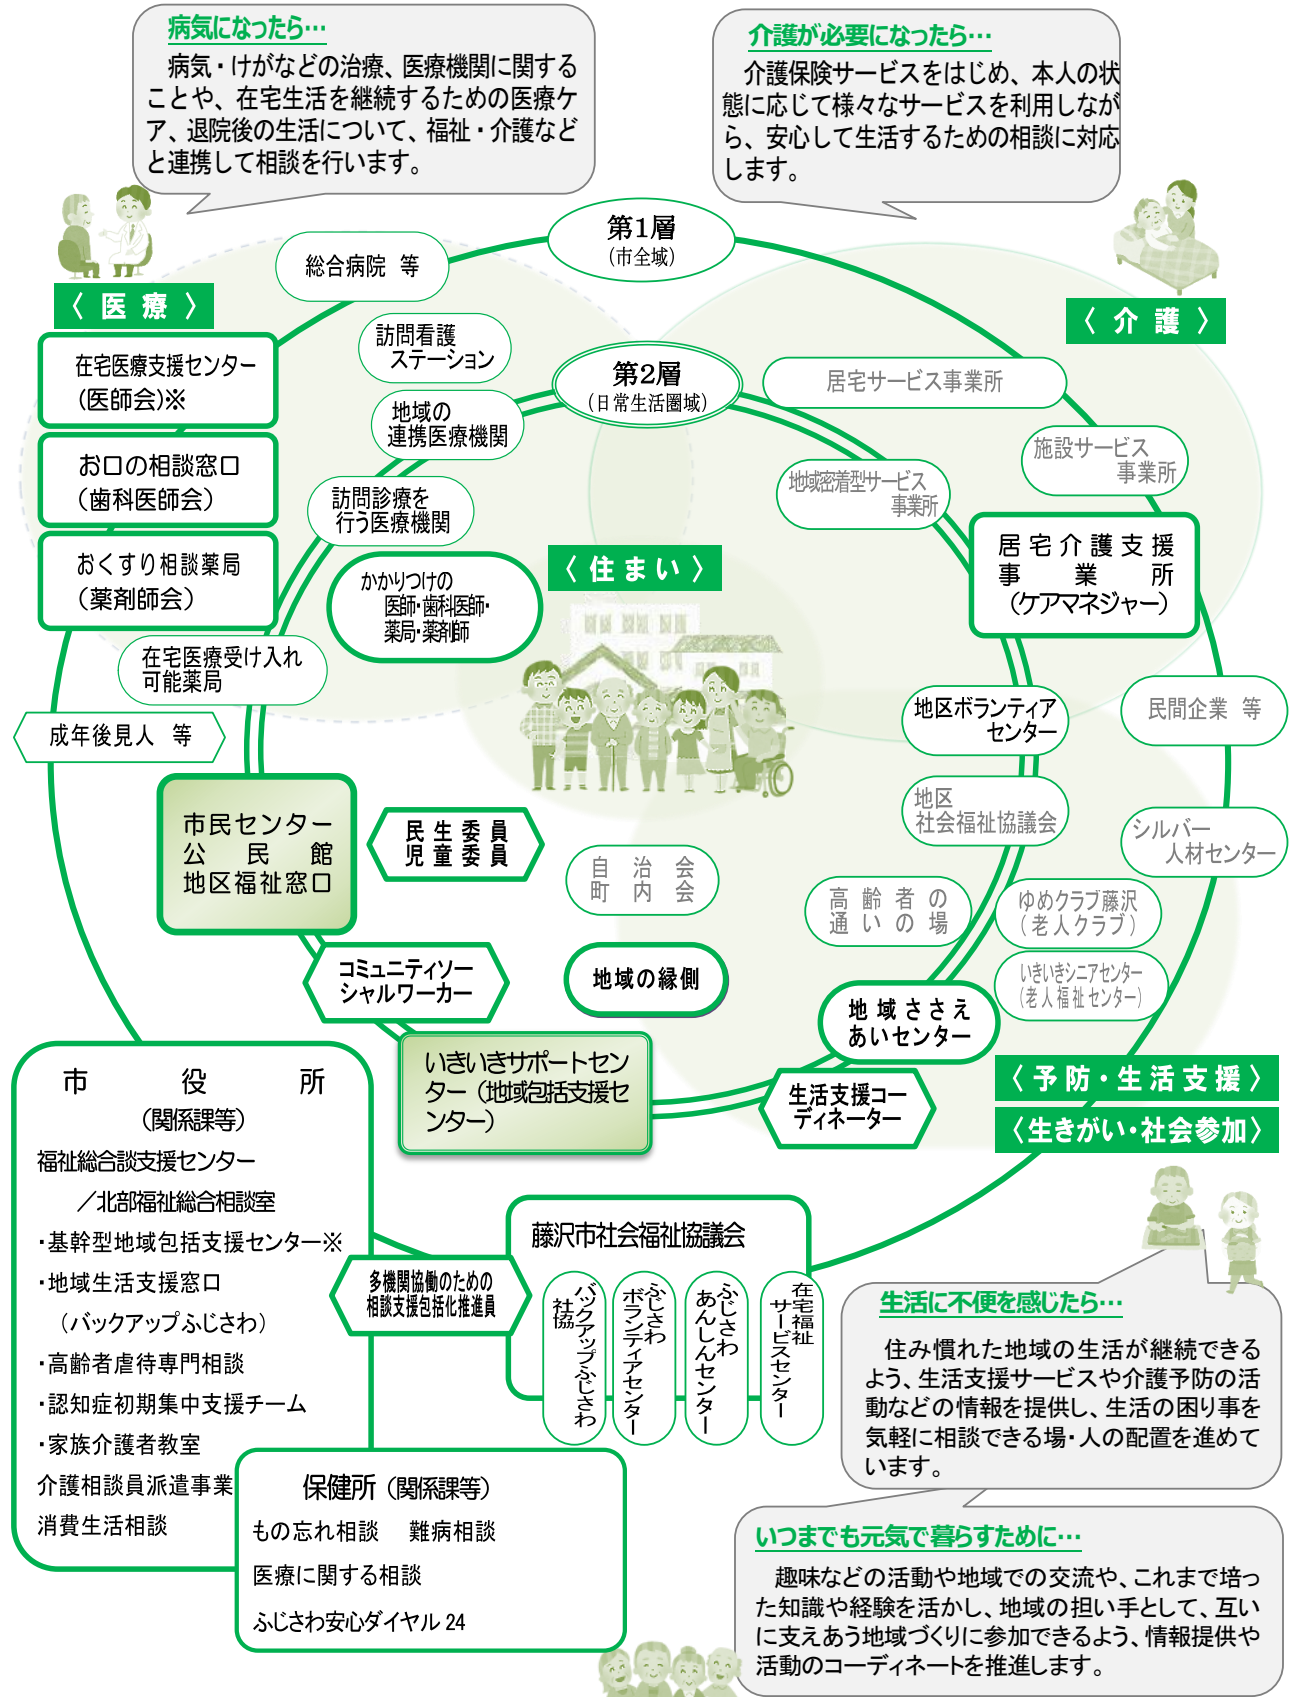 病気になったら…
病気・けがなどの治療、医療機関に関する
ことや、在宅生活を継続するための医療ケ
ア、退院後の生活について、福祉・介護など
と連携して相談を行います。
介護が必要になったら…
介護保険サービスをはじめ、本人の状
態に応じて様々なサービスを利用しなが
ら、安心して生活するための相談に対応
します。
第1層
(市全域)
総合病院 等
〈 医 療 〉
〈 介 護 〉
訪問看護
ステーション
在宅医療支援センター
(医師会)※
第2層
(日常生活圏域)
居宅サービス事業所
地域の
連携医療機関
お口の相談窓口
(歯科医師会)
施設サービス
事業所
訪問診療を
行う医療機関
地域密着型サービス
事業所
おくすり相談薬局
(薬剤師会)
かかりつけの
医師・歯科医師・
薬局・薬剤師
〈 住 ま い 〉
居宅介護支援
事業所
(ケアマネジャー)
在宅医療受け入れ
可能薬局
成年後見人 等
地区ボランティア
センター
民間企業 等
市民センター
公民館
地区福祉窓口
民生委員
児童委員
地区
社会福祉協議会
シルバー
人材センター
自治会
町内会
高齢者の
通いの場
ゆめクラブ藤沢
(老人クラブ)
コミュニティソー
シャルワーカー
地域の縁側
いきいきシニアセンター
(老人福祉センター)
地域ささえ
あいセンター
いきいきサポートセン
ター(地域包括支援セ
ンター)
生活支援コー
ディネーター
〈 予防・生活支援 〉
〈生きがい・社会参加〉
市役所
(関係課等)
福祉総合談支援センター
／北部福祉総合相談室
・基幹型地域包括支援センター※
・地域生活支援窓口
(バックアップふじさわ)
・高齢者虐待専門相談
・認知症初期集中支援チーム
・家族介護者教室
介護相談員派遣事業
消費生活相談
多機関協働のための
相談支援包括化推進員
藤沢市社会福祉協議会
バックアップふじさわ
社協
ふじさわ
ボランティアセンター
ふじさわ
あんしんセンター
在宅福祉
サービスセンター
保健所(関係課等)
もの忘れ相談 難病相談
医療に関する相談
ふじさわ安心ダイヤル24
生活に不便を感じたら…
住み慣れた地域の生活が継続できる
よう、生活支援サービスや介護予防の活
動などの情報を提供し、生活の困り事を
気軽に相談できる場・人の配置を進めて
います。
いつまでも元気で暮らすために…
趣味などの活動や地域での交流や、これまで培っ
た知識や経験を活かし、地域の担い手として、互い
に支えあう地域づくりに参加できるよう、情報提供や
活動のコーディネートを推進します。